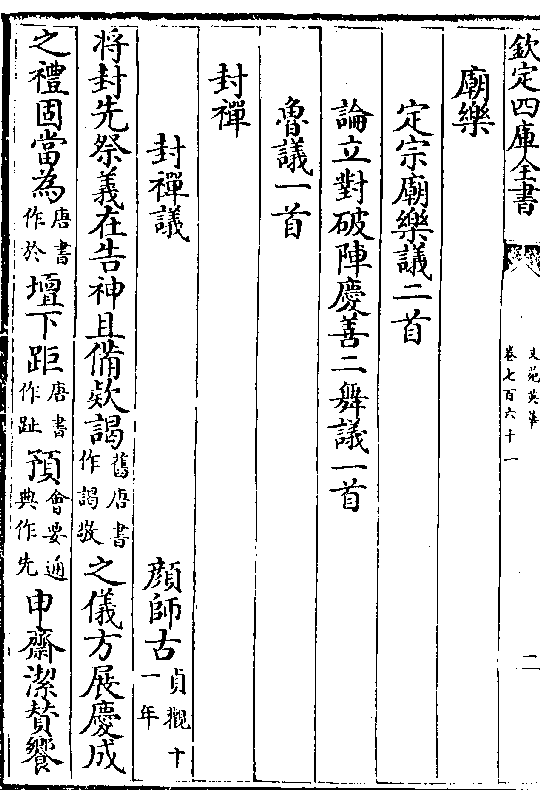 欽定四庫全書
文苑英華
卷七百六十一
二
廟樂
定宗廟樂議二首
論立對破陣慶善二舞議一首
魯議一首
封禪
封禪議 顔師古貞觀十一年
將封先祭義在告神且備款謁舊唐書作謁敬之儀方展慶成
之禮固當為唐書作於壇下距唐書作趾預會要通典作先申齋潔賛饗